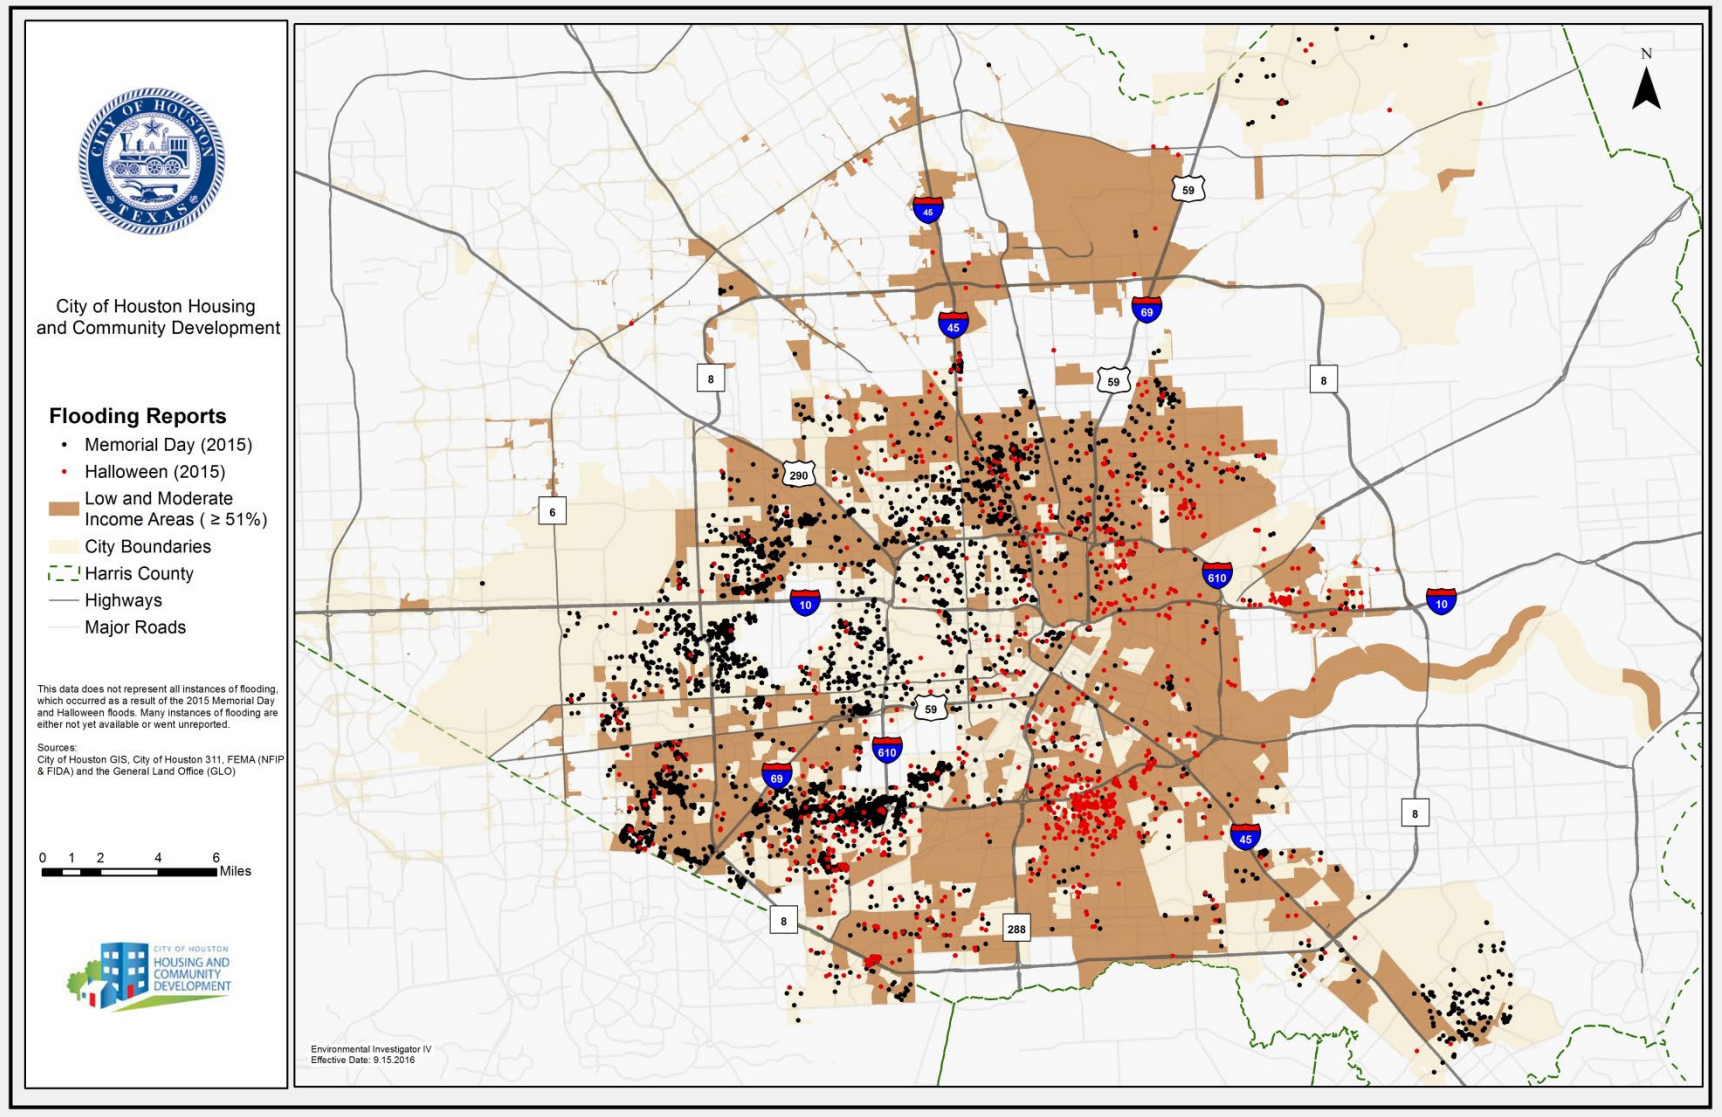 CITY OF HOUSTON
TEXAS
City of Houston Housing
and Community Development
Flooding Reports
Memorial Day (2015)
Halloween (2015)
Low and Moderate
Income Areas ( ≥ 51%)
City Boundaries
Harris County
Highways
Major Roads
This data does not represent all instances of flooding,
which occurred as a result of the 2015 Memorial Day
and Halloween floods. Many instances of flooding are
either not yet available or went unreported.
Sources:
City of Houston GIS, City of Houston 311, FEMA (NFIP
& FIDA) and the General Land Office (GLO)
0 1 2 4 6
Miles
CITY OF HOUSTON
HOUSING AND
COMMUNITY
DEVELOPMENT
N
59
45
69
45
8
59
8
290
6
610
10
10
59
610
69
8
45
8
288
Environmental Investigator IV
Effective Date: 9.15.2016